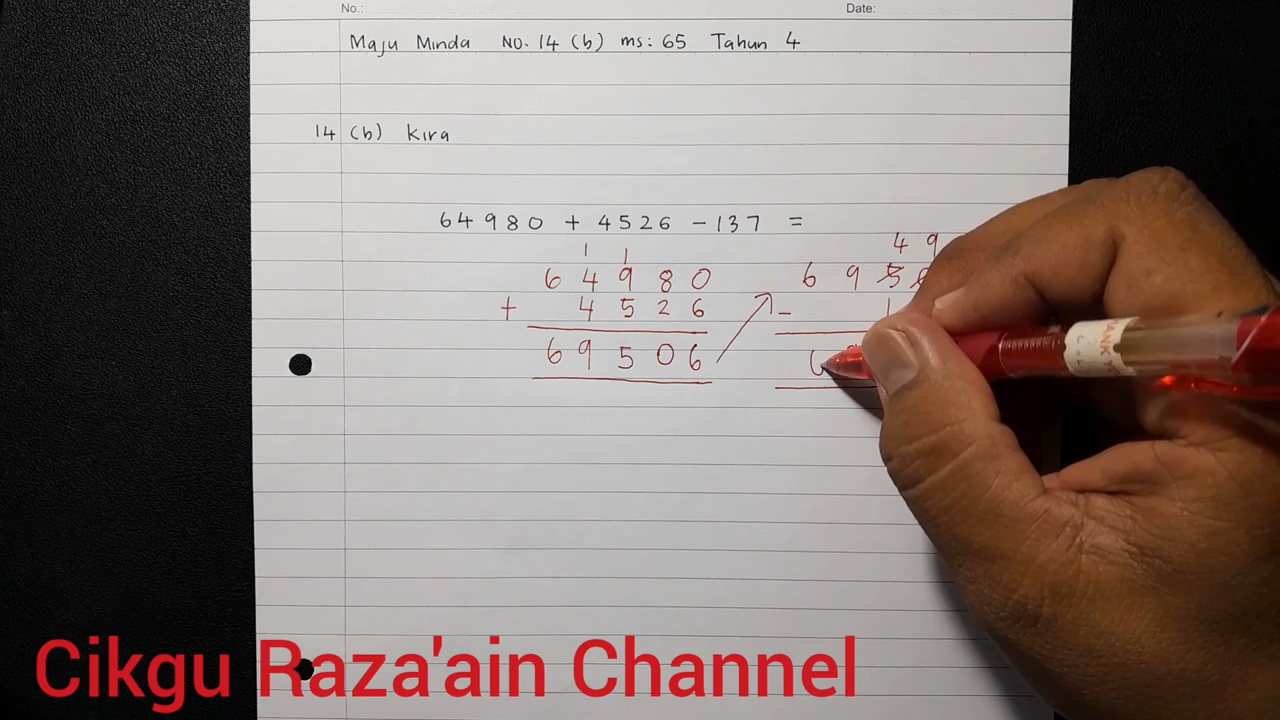 No.: Date:
Maju Minda No. 14 (b) ms: 65 Tahun 4
14 (b) Kira
64980 + 4526 - 137 =
1 1 4 9
6 4 9 8 0 6 9 5
+ 4 5 2 6 - 1
6 9 5 0 6 6
Cikgu Raza'ain Channel